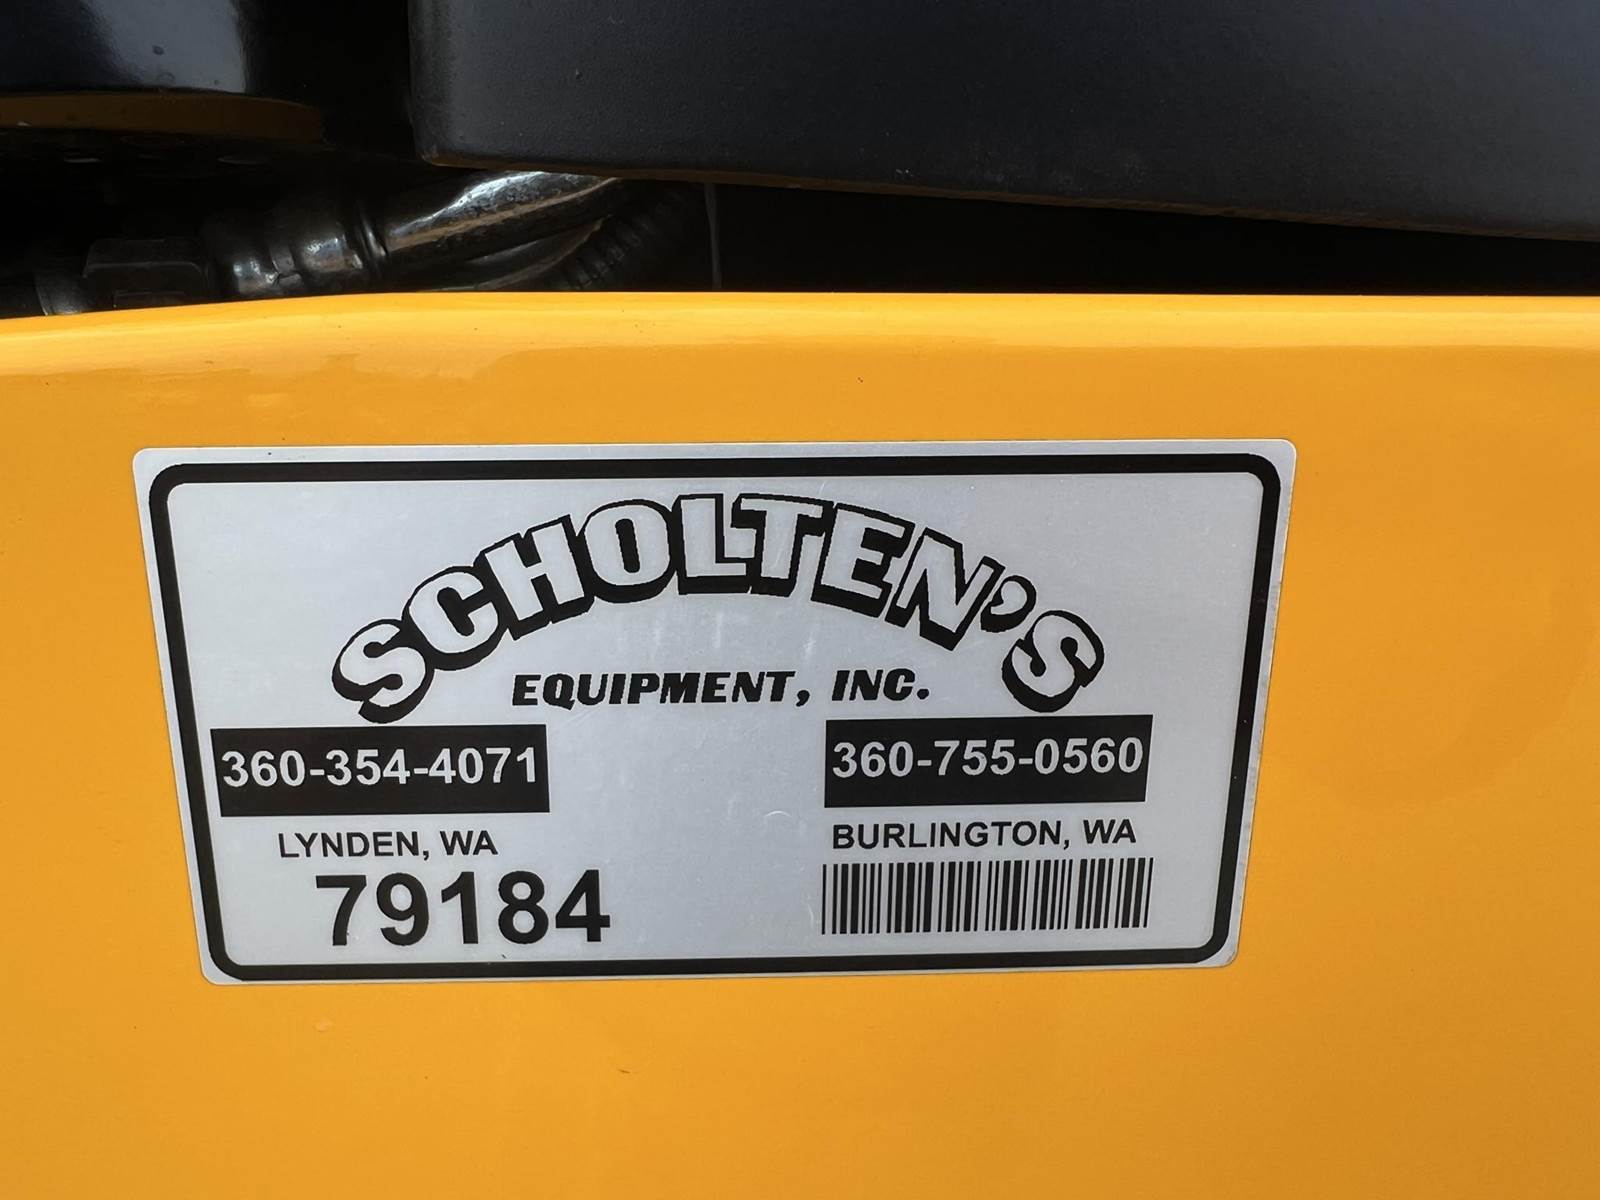 SCHOLTEN'S
EQUIPMENT, INC.
360-354-4071
LYNDEN, WA
79184
360-755-0560
BURLINGTON, WA